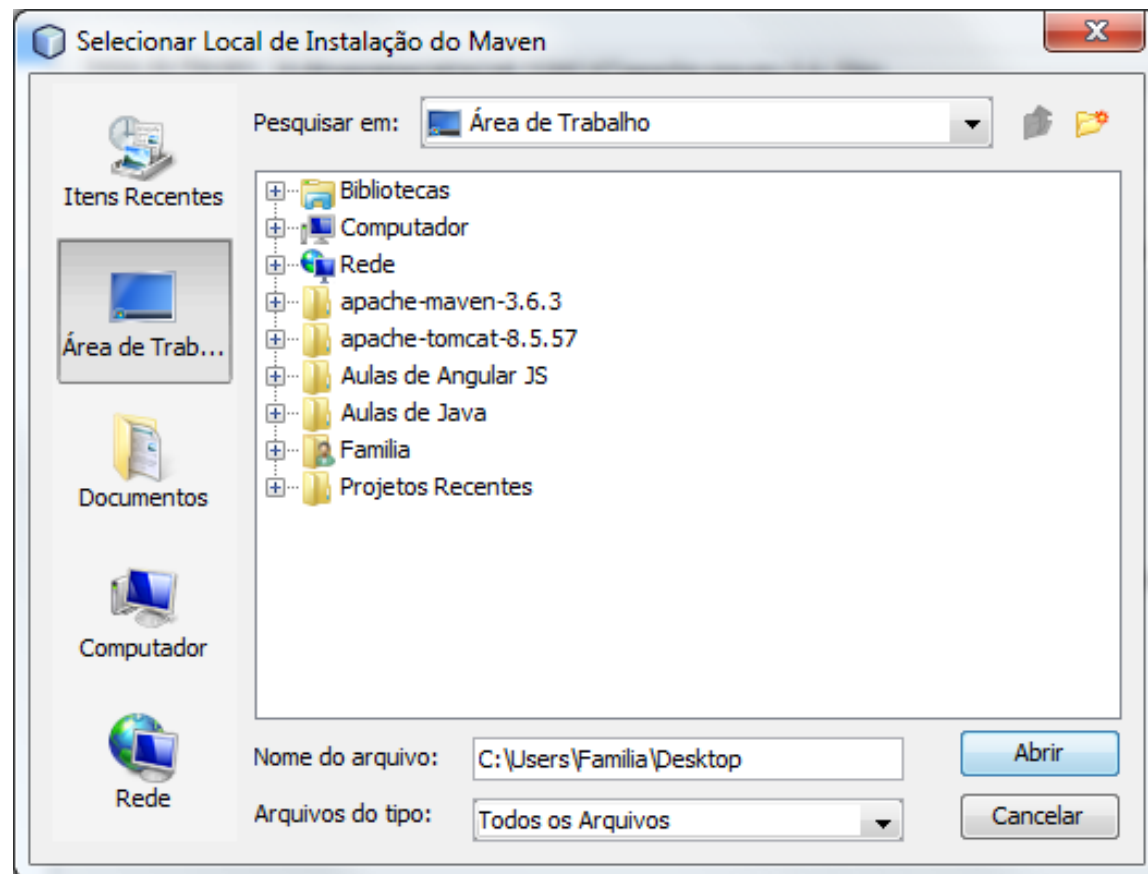 Selecionar Local de Instalação do Maven
Pesquisar em: Área de Trabalho
Itens Recentes
Área de Trab...
Documentos
Computador
Rede
Bibliotecas
Computador
Rede
apache-maven-3.6.3
apache-tomcat-8.5.57
Aulas de Angular JS
Aulas de Java
Familia
Projetos Recentes
Nome do arquivo: C:\Users\Familia\Desktop
Abrir
Arquivos do tipo: Todos os Arquivos
Cancelar